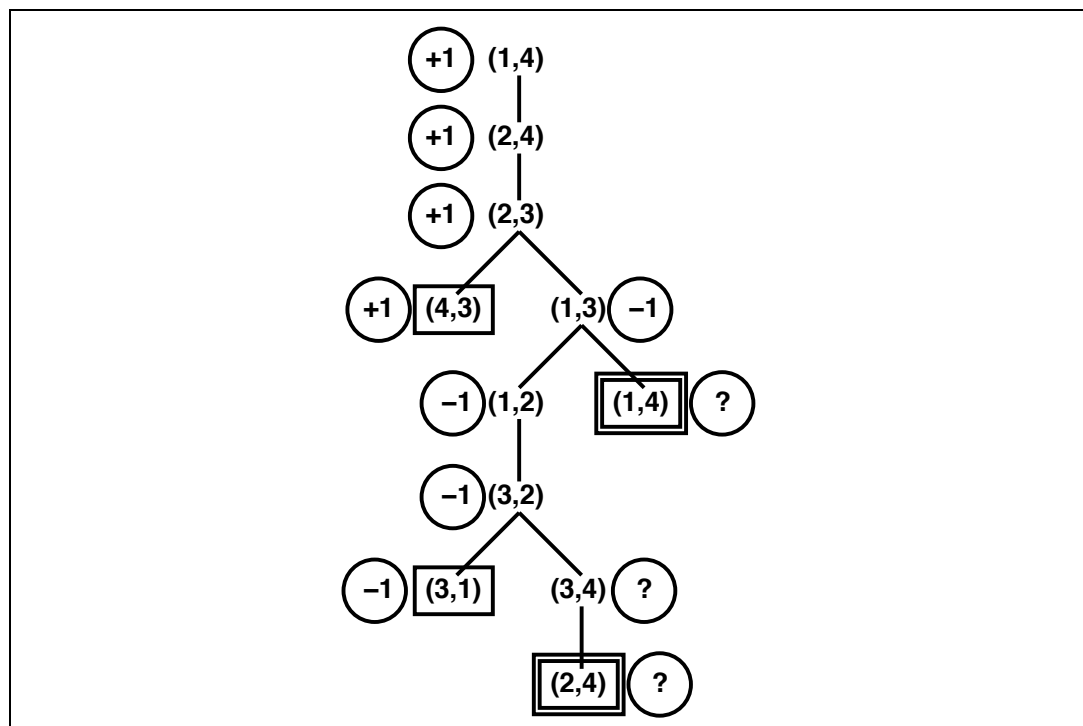 +1 (1,4)
+1 (2,4)
+1 (2,3)
+1 (4,3) (1,3) −1
−1 (1,2) (1,4) ?
−1 (3,2)
−1 (3,1) (3,4) ?
(2,4) ?